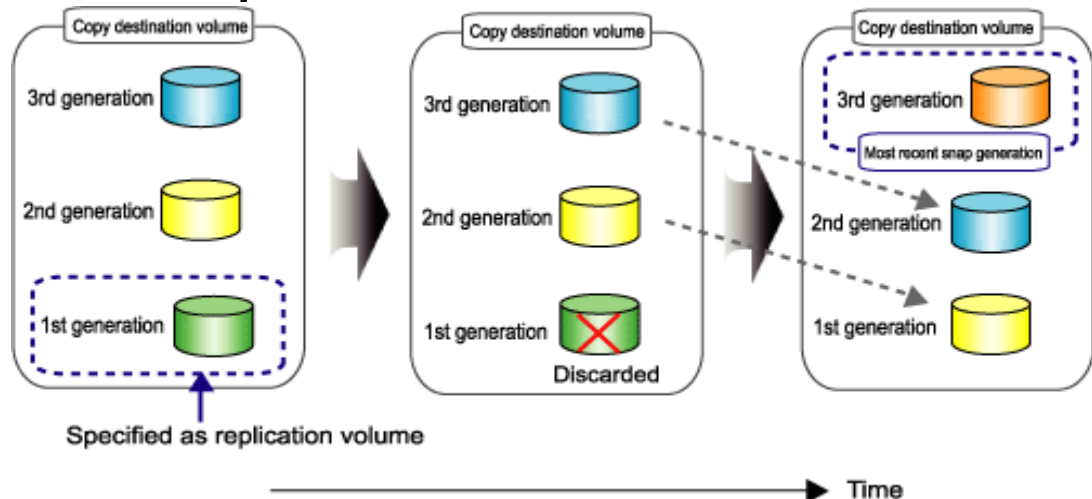 Copy destination volume
3rd generation
2nd generation
1st generation
Specified as replication volume
Copy destination volume
3rd generation
2nd generation
1st generation
Discarded
Copy destination volume
3rd generation
Most recent snap generation
2nd generation
1st generation
Time